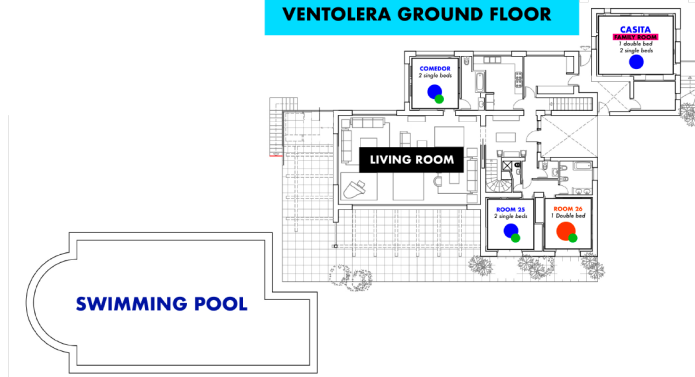 VENTOLERA GROUND FLOOR
CASITA
FAMILY ROOM
1 double bed
2 single beds
COMEDOR
2 single beds
LIVING ROOM
ROOM 25
2 single beds
ROOM 26
1 Double bed
SWIMMING POOL